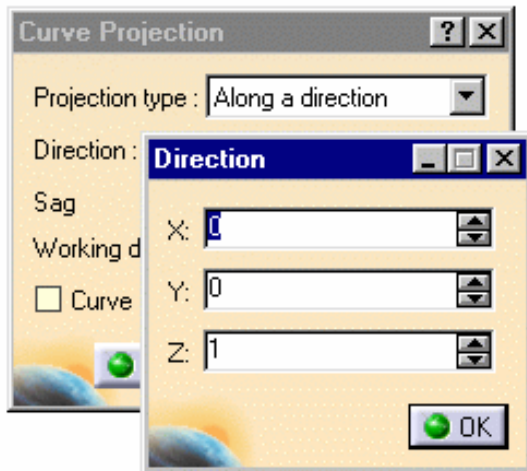 Curve Projection
Projection type : Along a direction
Direction :
Sag
Working d
Curve
Direction
X: 0
Y: 0
Z: 1
OK